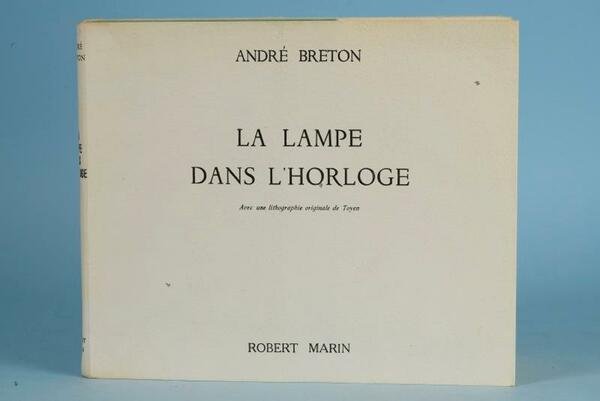 ANDRÉ BRETON
LA LAMPE
DANS L'HORLOGE
Avec une lithographie originale de Toyen
ROBERT MARIN